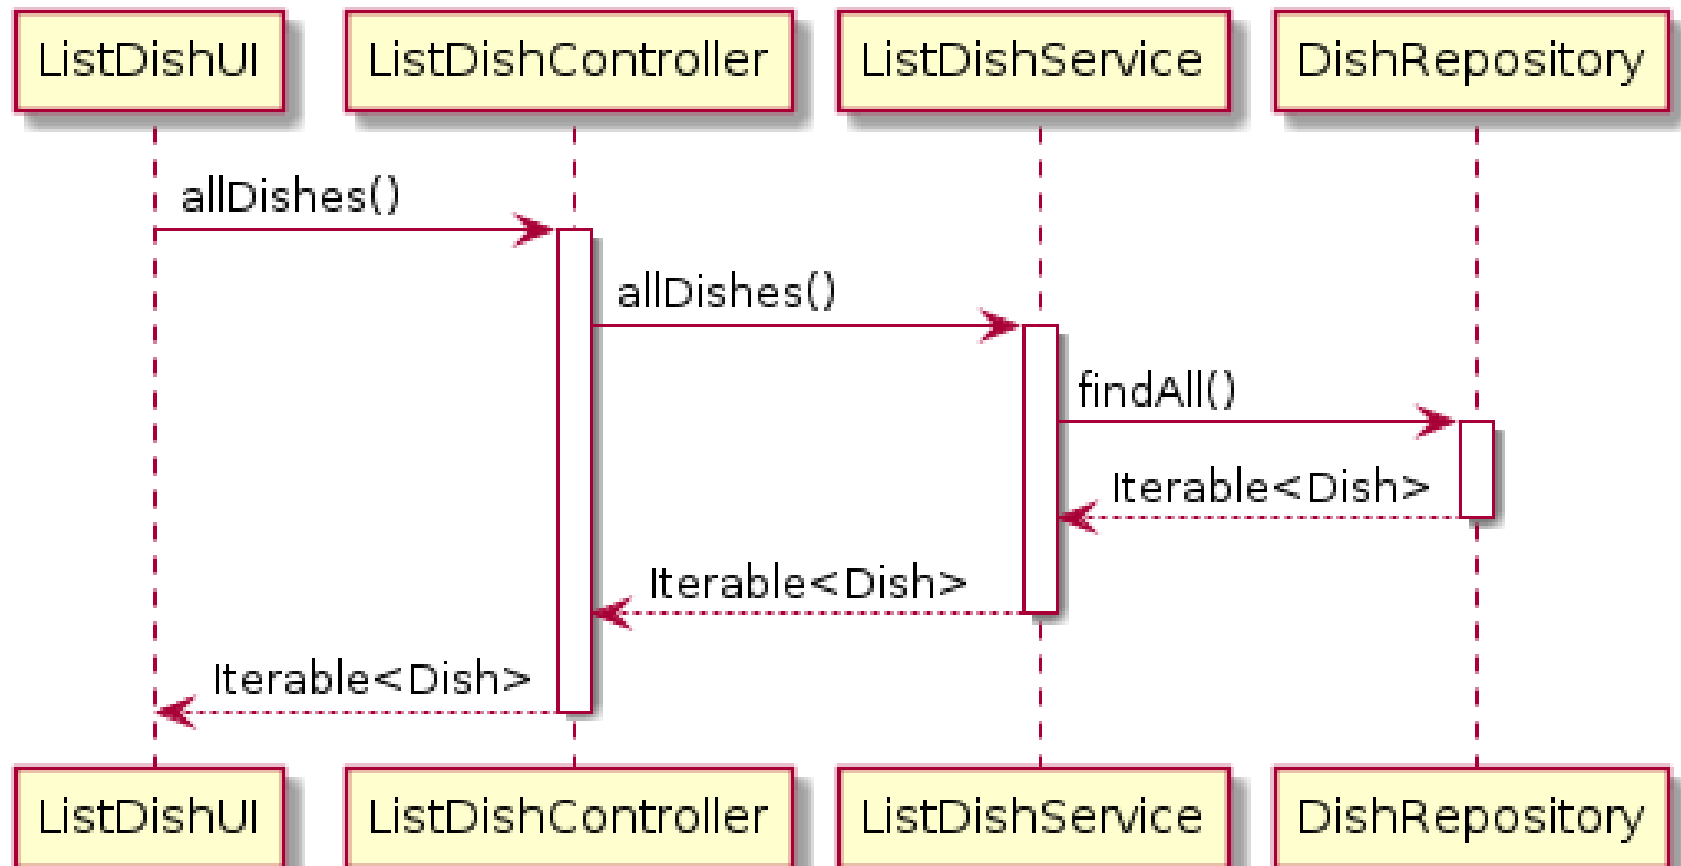 ListDishUI
ListDishController
ListDishService
DishRepository
allDishes()
allDishes()
findAll()
Iterable<Dish>
Iterable<Dish>
Iterable<Dish>
ListDishUI
ListDishController
ListDishService
DishRepository